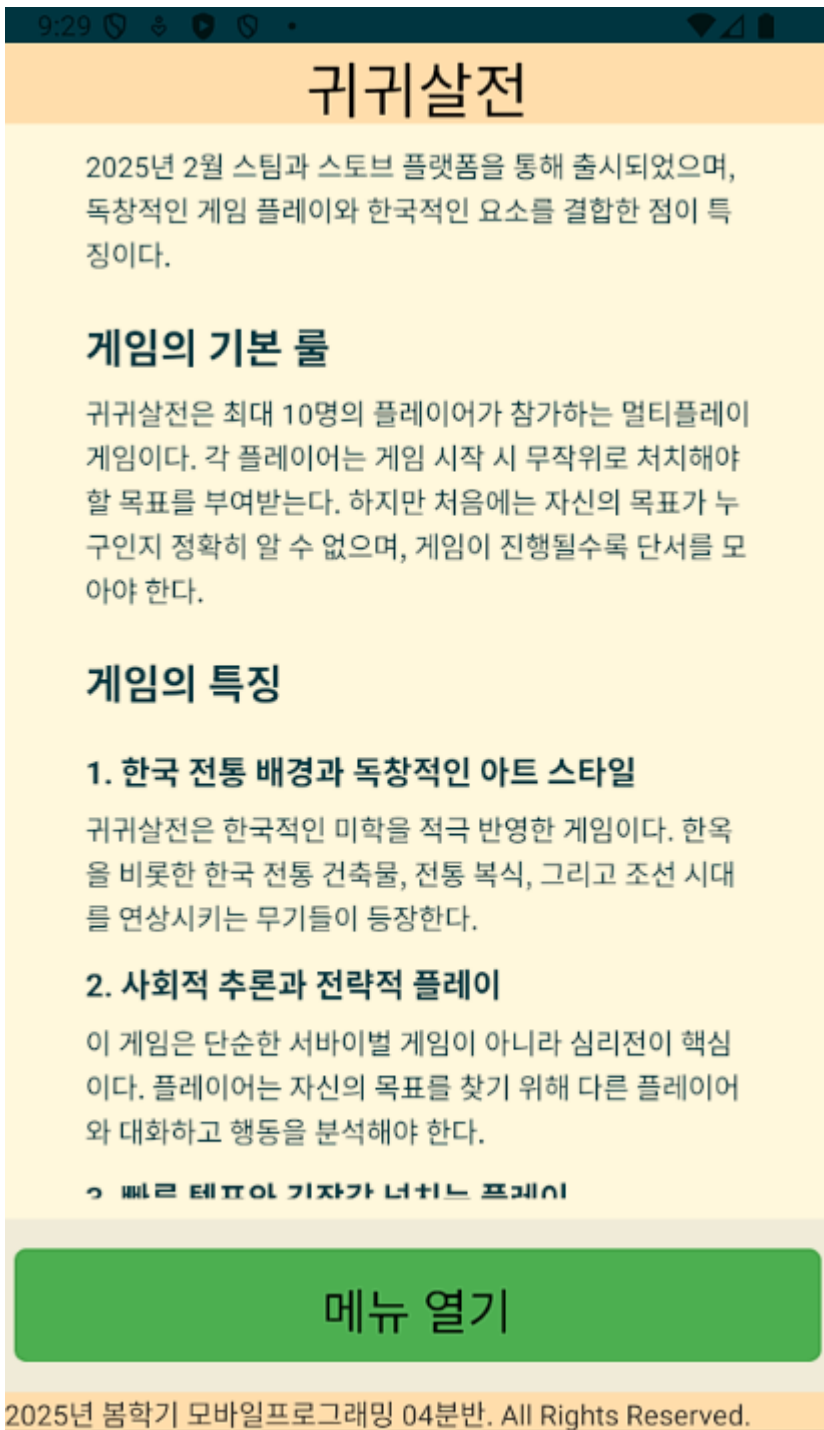 9:29
귀귀살전
2025년 2월 스팀과 스토브 플랫폼을 통해 출시되었으며,
독창적인 게임 플레이와 한국적인 요소를 결합한 점이 특
징이다.
게임의 기본 룰
귀귀살전은 최대 10명의 플레이어가 참가하는 멀티플레이
게임이다. 각 플레이어는 게임 시작 시 무작위로 처치해야
할 목표를 부여받는다. 하지만 처음에는 자신의 목표가 누
구인지 정확히 알 수 없으며, 게임이 진행될수록 단서를 모
아야 한다.
게임의 특징
1. 한국 전통 배경과 독창적인 아트 스타일
귀귀살전은 한국적인 미학을 적극 반영한 게임이다. 한옥
을 비롯한 한국 전통 건축물, 전통 복식, 그리고 조선 시대
를 연상시키는 무기들이 등장한다.
2. 사회적 추론과 전략적 플레이
이 게임은 단순한 서바이벌 게임이 아니라 심리전이 핵심
이다. 플레이어는 자신의 목표를 찾기 위해 다른 플레이어
와 대화하고 행동을 분석해야 한다.
3. 빠른 템포와 긴장감 넘치는 플레이
메뉴 열기
2025년 봄학기 모바일프로그래밍 04분반. All Rights Reserved.